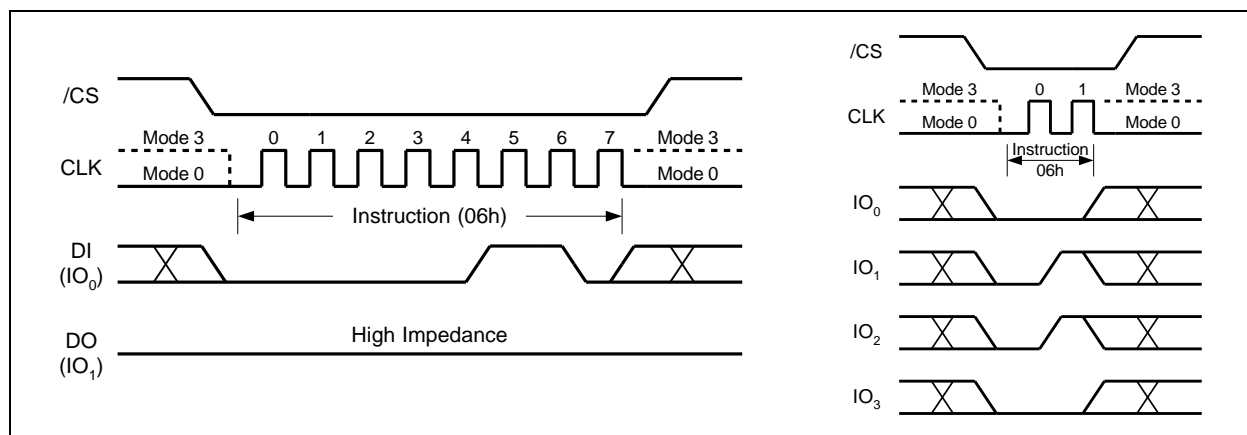 /CS
Mode 3
0 1 2 3 4 5 6 7
Mode 3
CLK
Mode 0
Mode 0
Instruction (06h)
DI
(IO0)
High Impedance
DO
(IO1)
/CS
Mode 3
0 1
Mode 3
CLK
Mode 0
Mode 0
Instruction
06h
IO0
IO1
IO2
IO3